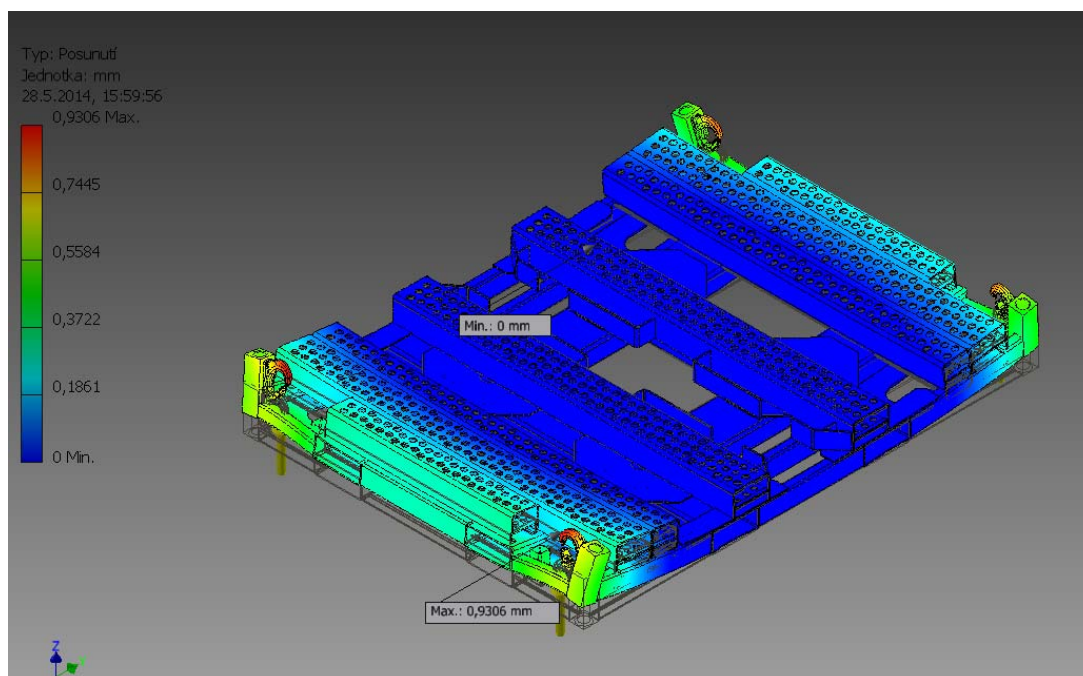 Typ: Posunutí
Jednotka: mm
28.5.2014, 15:59:56
0,9306 Max.
0,7445
0,5584
0,3722
0,1861
0 Min.
Min.: 0 mm
Max.: 0,9306 mm
Z